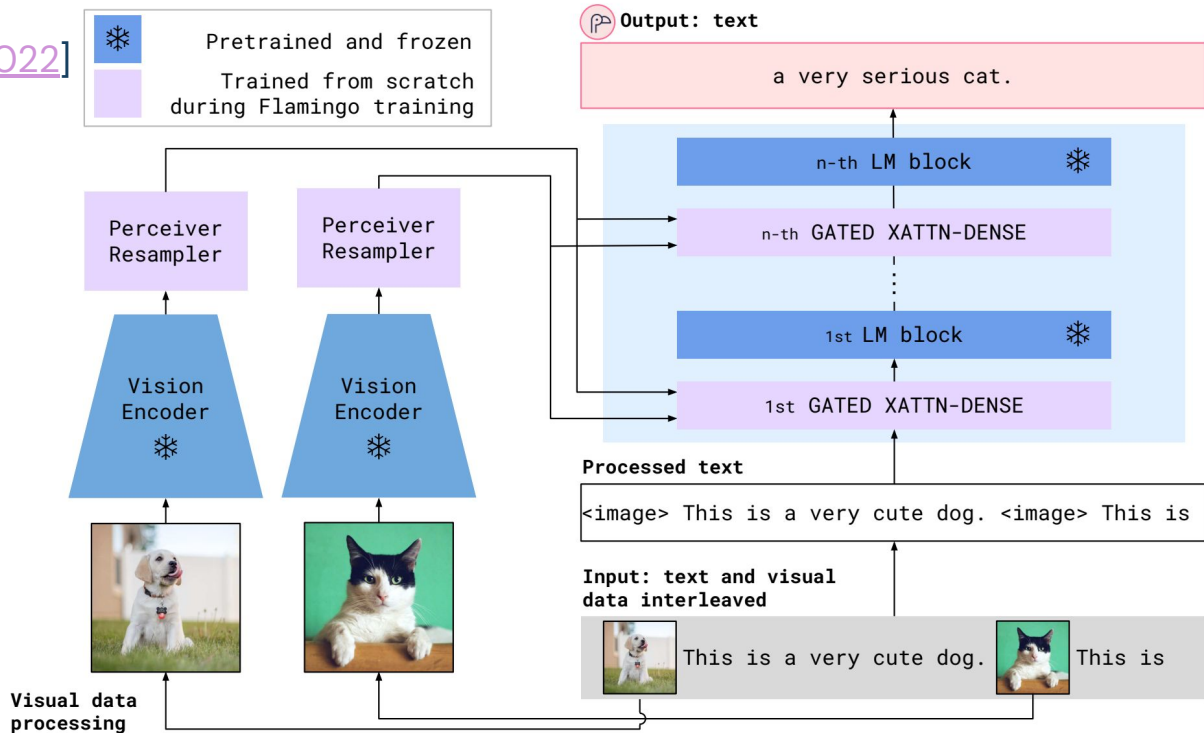 022]
Pretrained and frozen
Trained from scratch
during Flamingo training
Output: text
a very serious cat.
n-th LM block
n-th GATED XATTN-DENSE
1st LM block
1st GATED XATTN-DENSE
Perceiver
Resampler
Perceiver
Resampler
Vision
Encoder
Vision
Encoder
Processed text
<image> This is a very cute dog. <image> This is
Input: text and visual
data interleaved
This is a very cute dog. This is
Visual data
processing